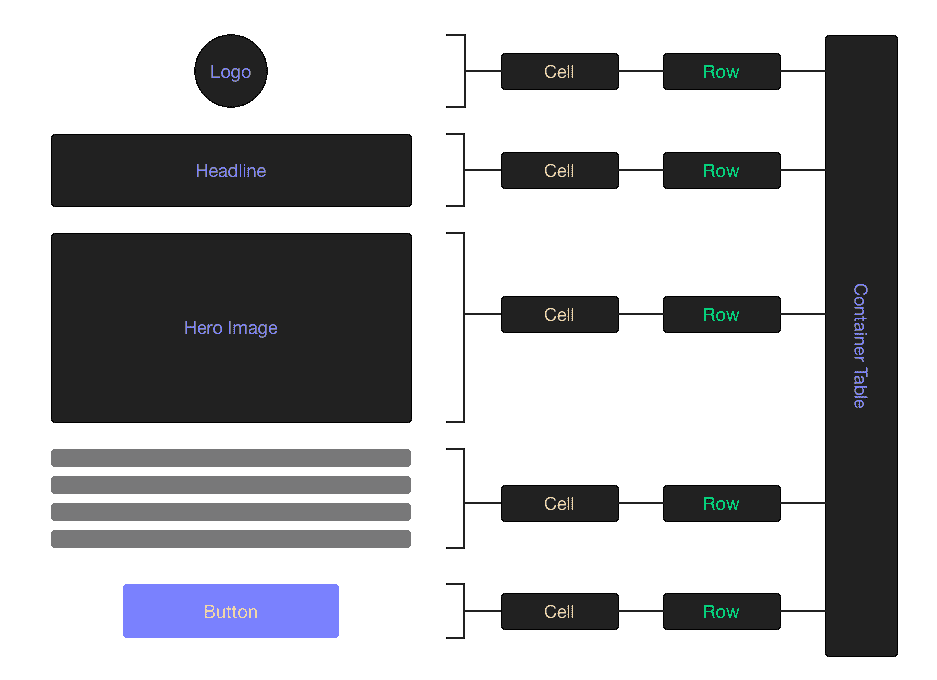 Logo
Cell
Row
Headline
Cell
Row
Hero Image
Cell
Row
Container Table
Cell
Row
Button
Cell
Row